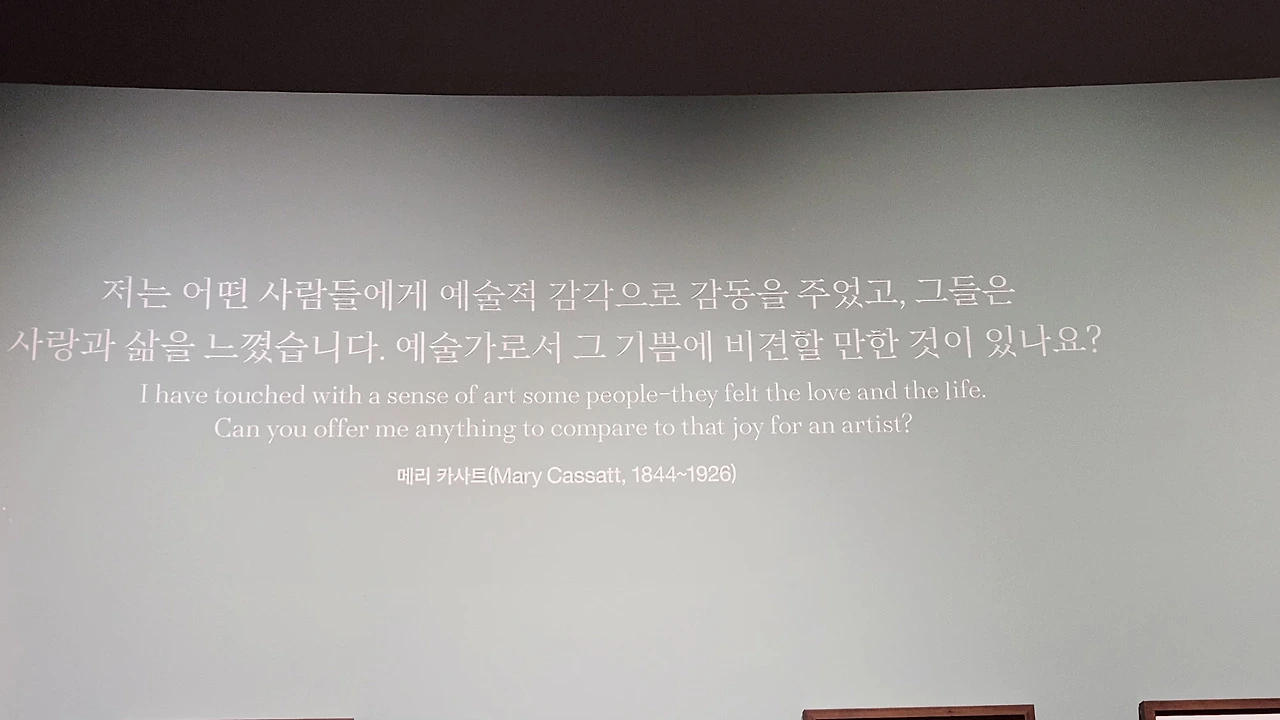 저는 어떤 사람들에게 예술적 감각으로 감동을 주었고, 그들은
사랑과 삶을 느꼈습니다. 예술가로서 그 기쁨에 비견할 만한 것이 있나요?
I have touched with a sense of art some people–they felt the love and the life.
Can you offer me anything to compare to that joy for an artist?
메리 카사트(Mary Cassatt, 1844~1926)